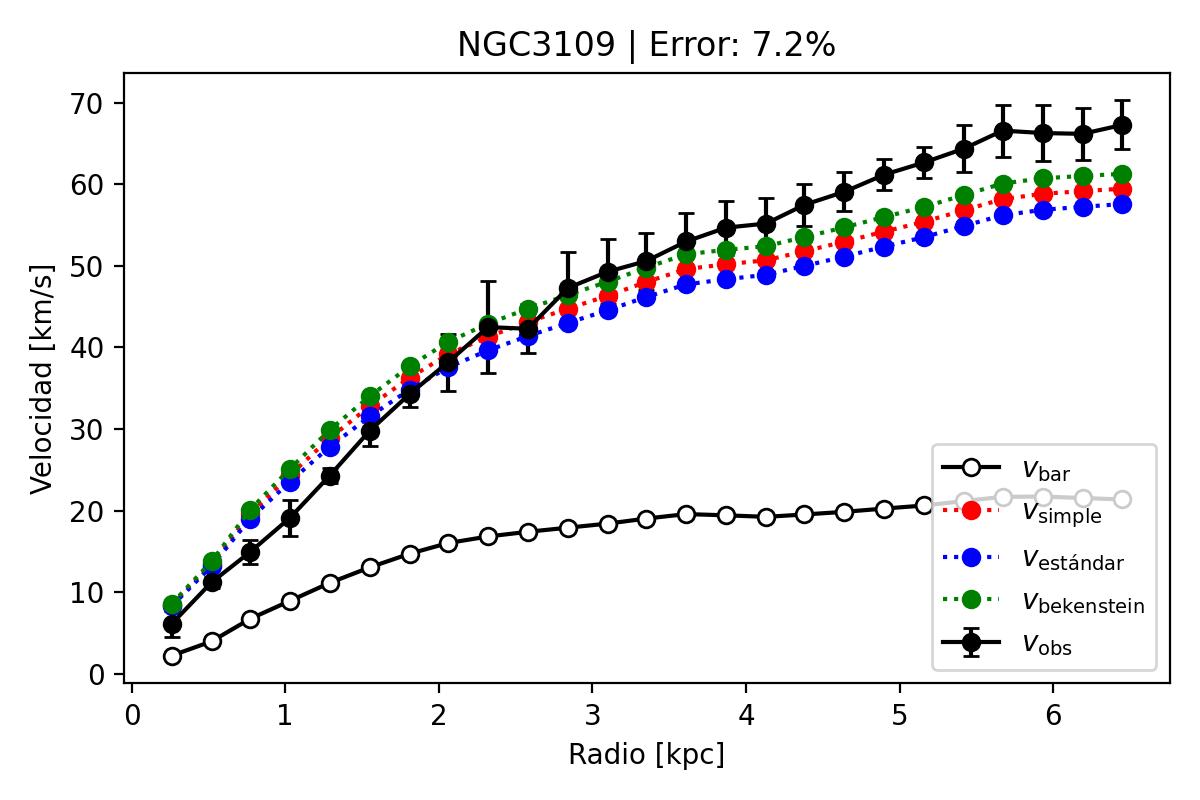 NGC3109 | Error: 7.2%
Velocidad [km/s]
70
60
50
40
30
20
10
0
v_bar
v_simple
v_estándar
v_bekenstein
v_obs
0 1 2 3 4 5 6
Radio [kpc]